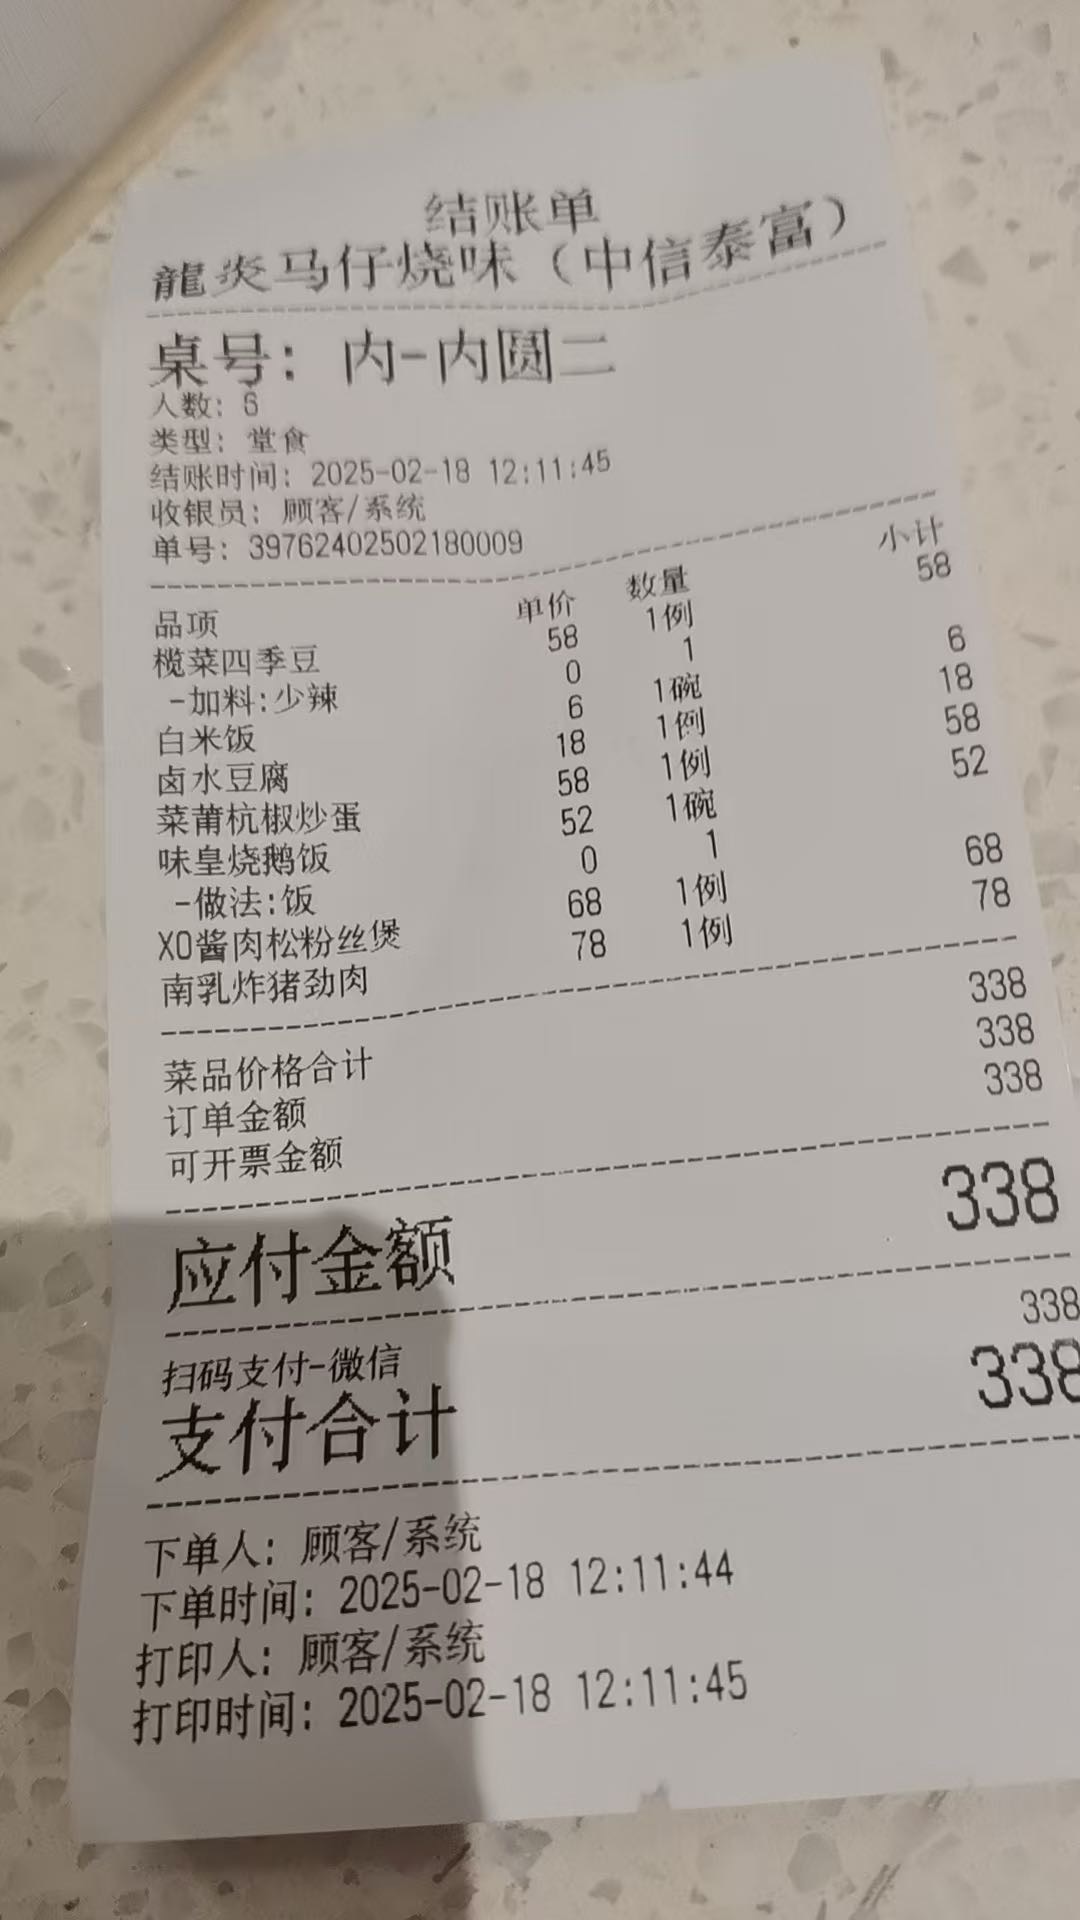 结账单
龍炎马仔烧味（中信泰富）
桌号: 内-内圆二
人数: 6
类型: 堂食
结账时间: 2025-02-18 12:11:45
收银员: 顾客/系统
单号: 39762402502180009
品项 单价 数量 小计
榄菜四季豆 58 1例 58
-加料:少辣 0 1
白米饭 6 1碗 6
卤水豆腐 18 1例 18
菜莆杭椒炒蛋 58 1例 58
味皇烧鹅饭 52 1碗 52
-做法:饭 0 1
XO酱肉松粉丝煲 68 1例 68
南乳炸猪劲肉 78 1例 78
菜品价格合计 338
订单金额 338
可开票金额 338
应付金额 338
扫码支付-微信 338
支付合计 338
下单人: 顾客/系统
下单时间: 2025-02-18 12:11:44
打印人: 顾客/系统
打印时间: 2025-02-18 12:11:45